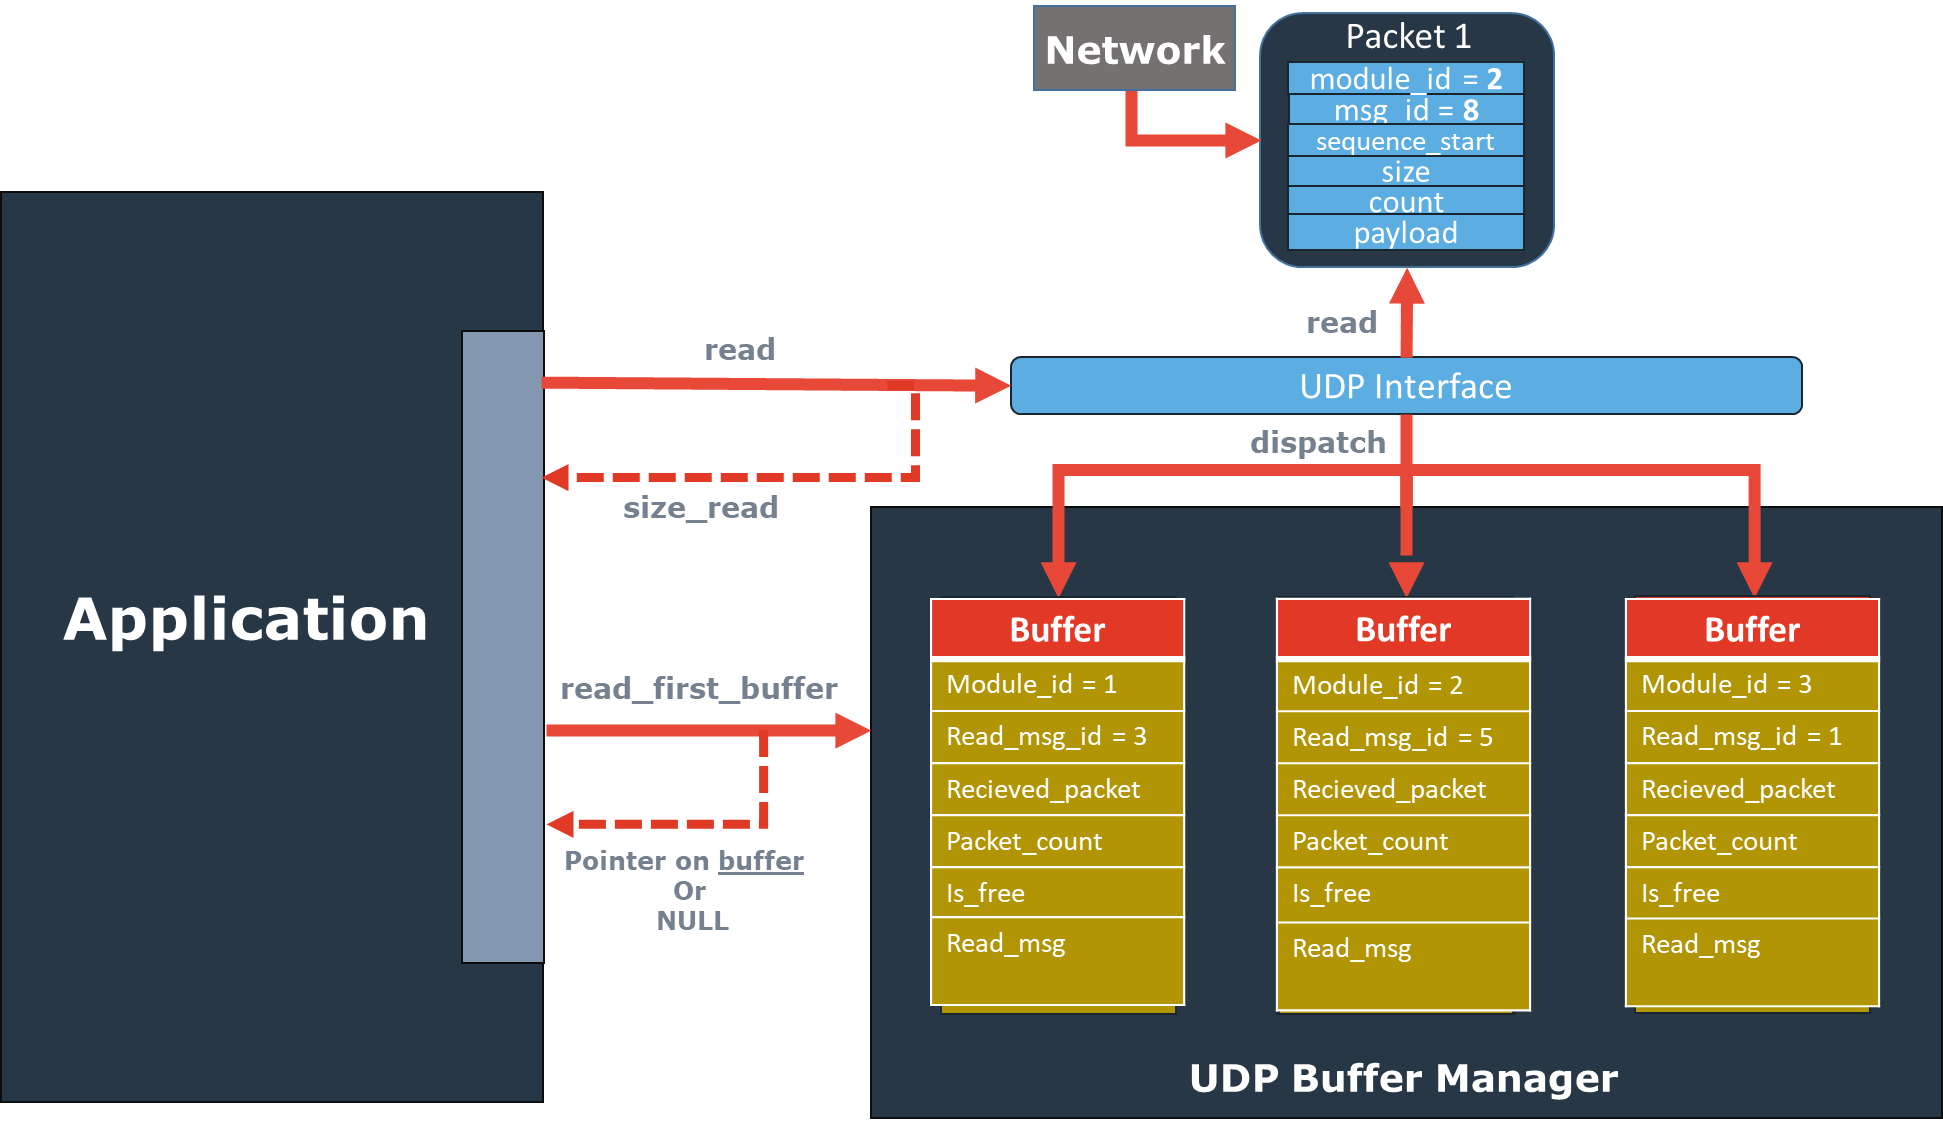 Network
Packet 1
module_id = 2
msg_id = 8
sequence_start
size
count
payload
read
read
UDP Interface
dispatch
size_read
Application
read_first_buffer
Pointer on buffer
Or
NULL
Buffer
Module_id = 1
Read_msg_id = 3
Recieved_packet
Packet_count
Is_free
Read_msg
Buffer
Module_id = 2
Read_msg_id = 5
Recieved_packet
Packet_count
Is_free
Read_msg
Buffer
Module_id = 3
Read_msg_id = 1
Recieved_packet
Packet_count
Is_free
Read_msg
UDP Buffer Manager